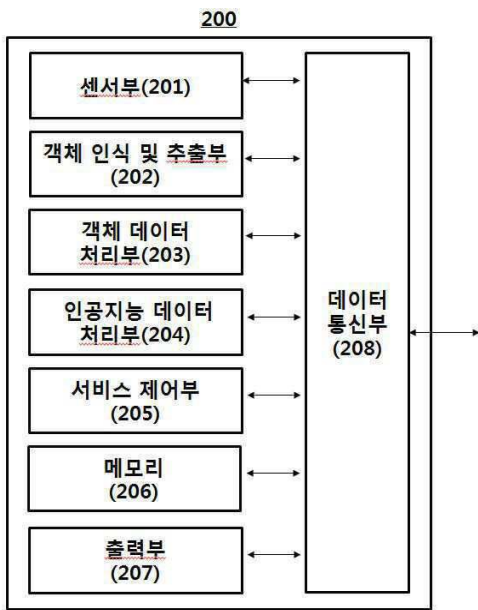 200
센서부(201)
객체 인식 및 추출부
(202)
객체 데이터
처리부(203)
인공지능 데이터
처리부(204)
서비스 제어부
(205)
메모리
(206)
출력부
(207)
데이터
통신부
(208)